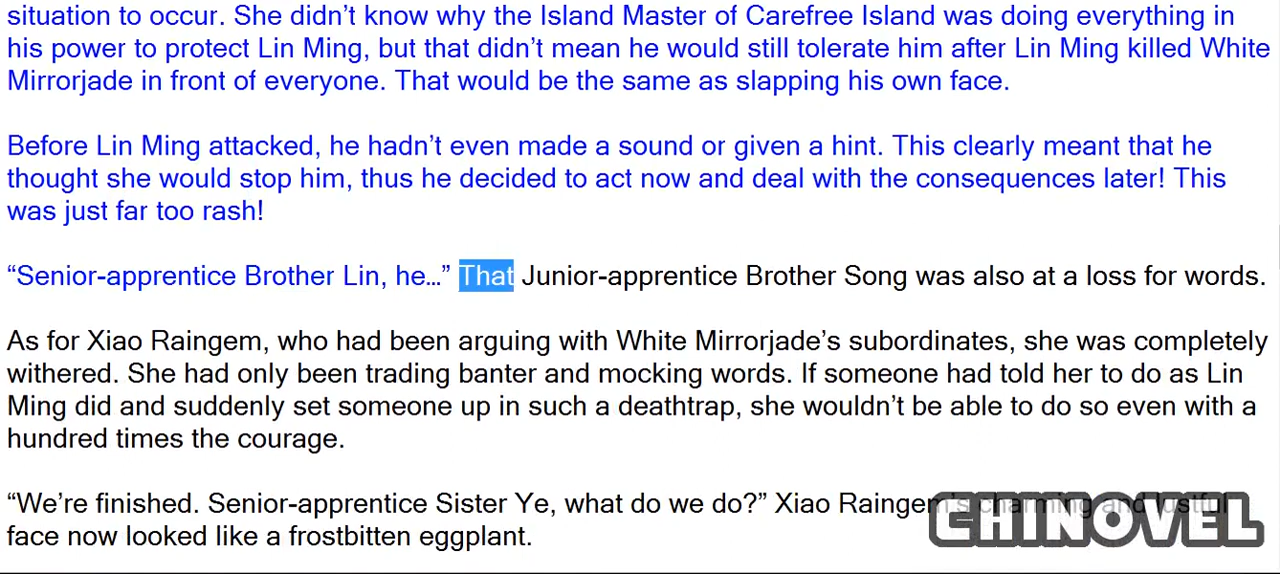 situation to occur. She didn’t know why the Island Master of Carefree Island was doing everything in
his power to protect Lin Ming, but that didn’t mean he would still tolerate him after Lin Ming killed White
Mirrorjade in front of everyone. That would be the same as slapping his own face.
Before Lin Ming attacked, he hadn’t even made a sound or given a hint. This clearly meant that he
thought she would stop him, thus he decided to act now and deal with the consequences later! This
was just far too rash!
“Senior-apprentice Brother Lin, he…” That Junior-apprentice Brother Song was also at a loss for words.
As for Xiao Raingem, who had been arguing with White Mirrorjade’s subordinates, she was completely
withered. She had only been trading banter and mocking words. If someone had told her to do as Lin
Ming did and suddenly set someone up in such a deathtrap, she wouldn’t be able to do so even with a
hundred times the courage.
“We’re finished. Senior-apprentice Sister Ye, what do we do?” Xiao Raingem’s charming and lustful
face now looked like a frostbitten eggplant.
CHINOVEL